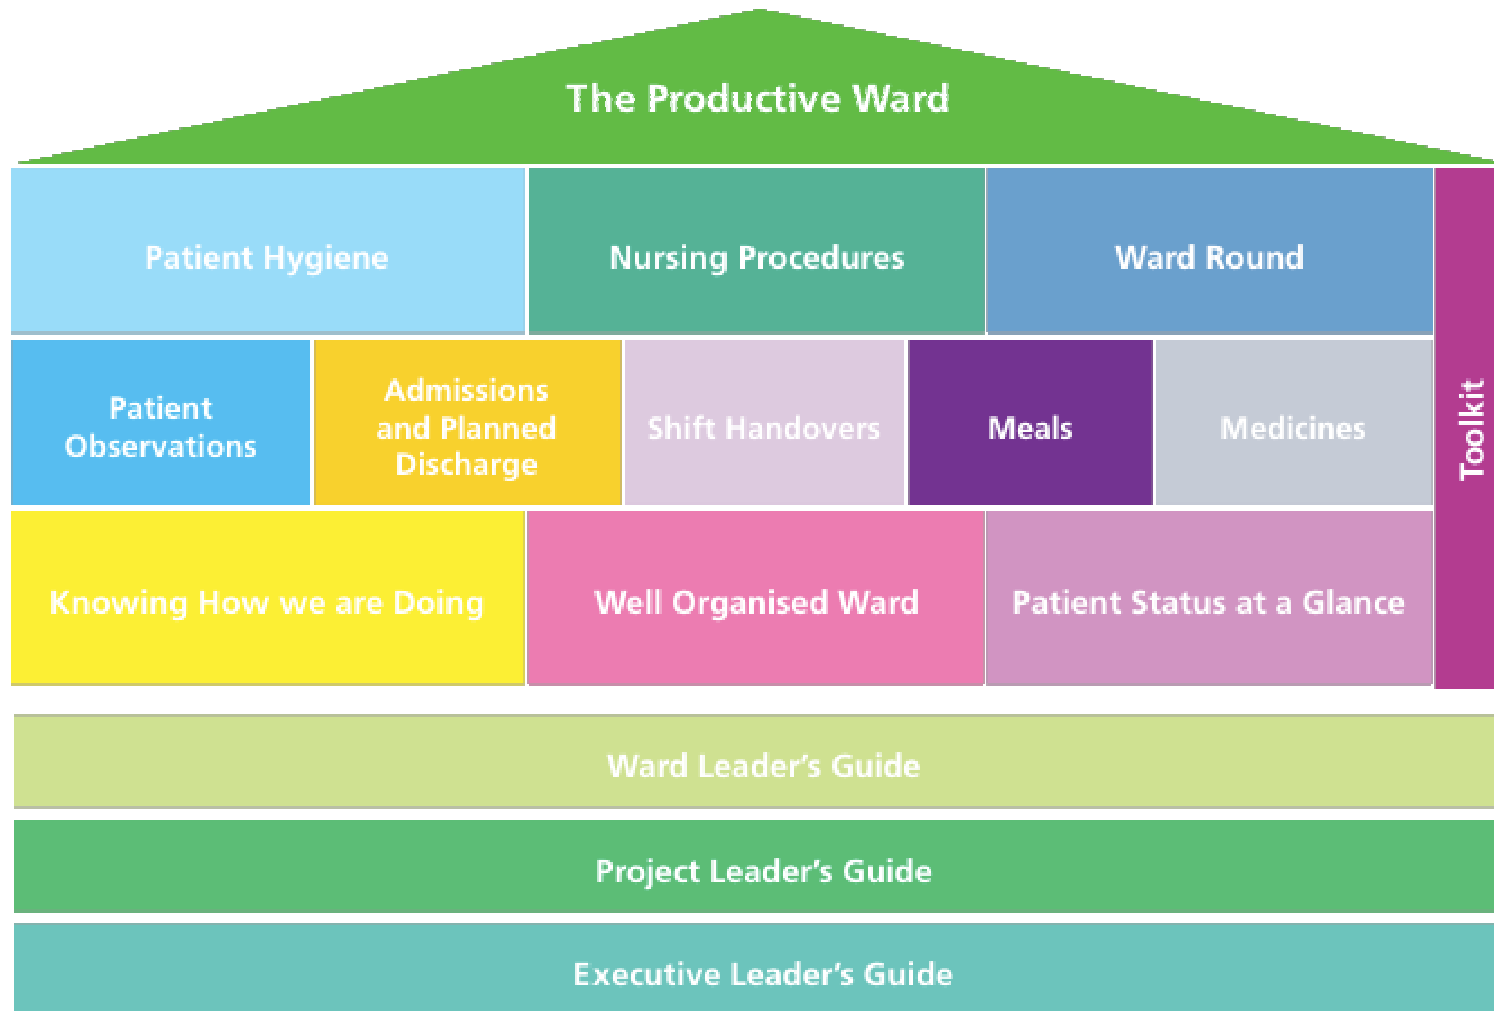 The Productive Ward
Patient Hygiene
Nursing Procedures
Ward Round
Patient
Observations
Admissions
and Planned
Discharge
Shift Handovers
Meals
Medicines
Toolkit
Knowing How we are Doing
Well Organised Ward
Patient Status at a Glance
Ward Leader’s Guide
Project Leader’s Guide
Executive Leader’s Guide